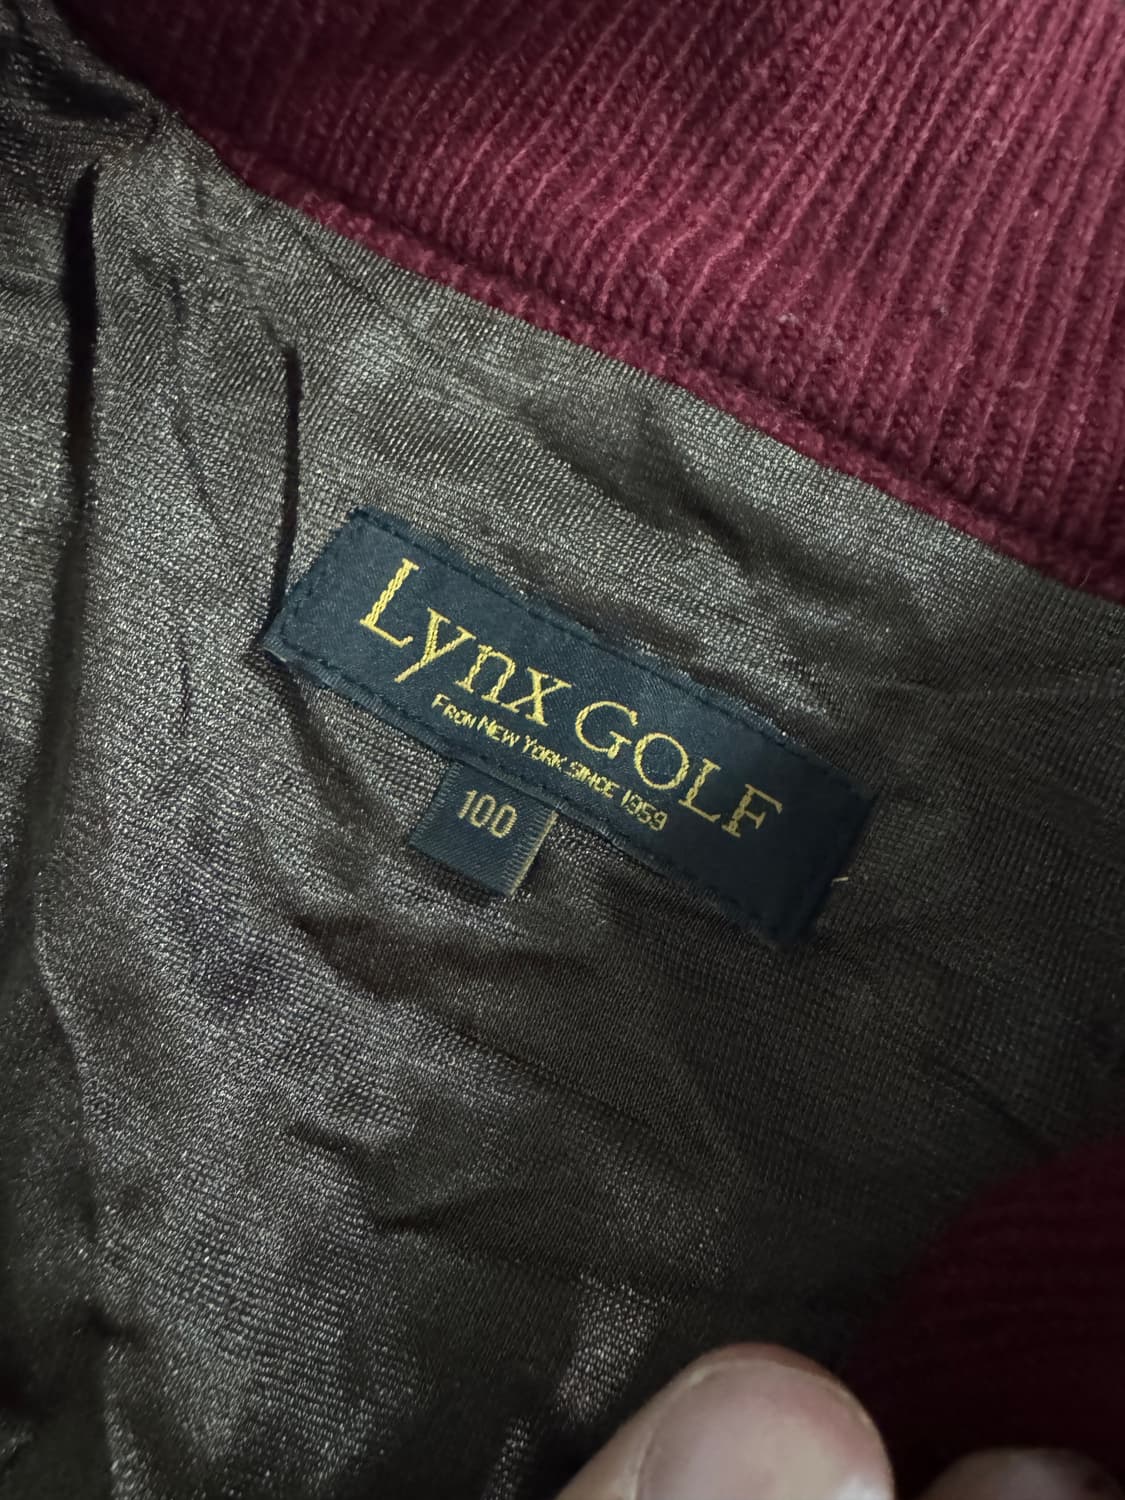 Lynx GOLF
FROM NEW YORK SINCE 1959
100